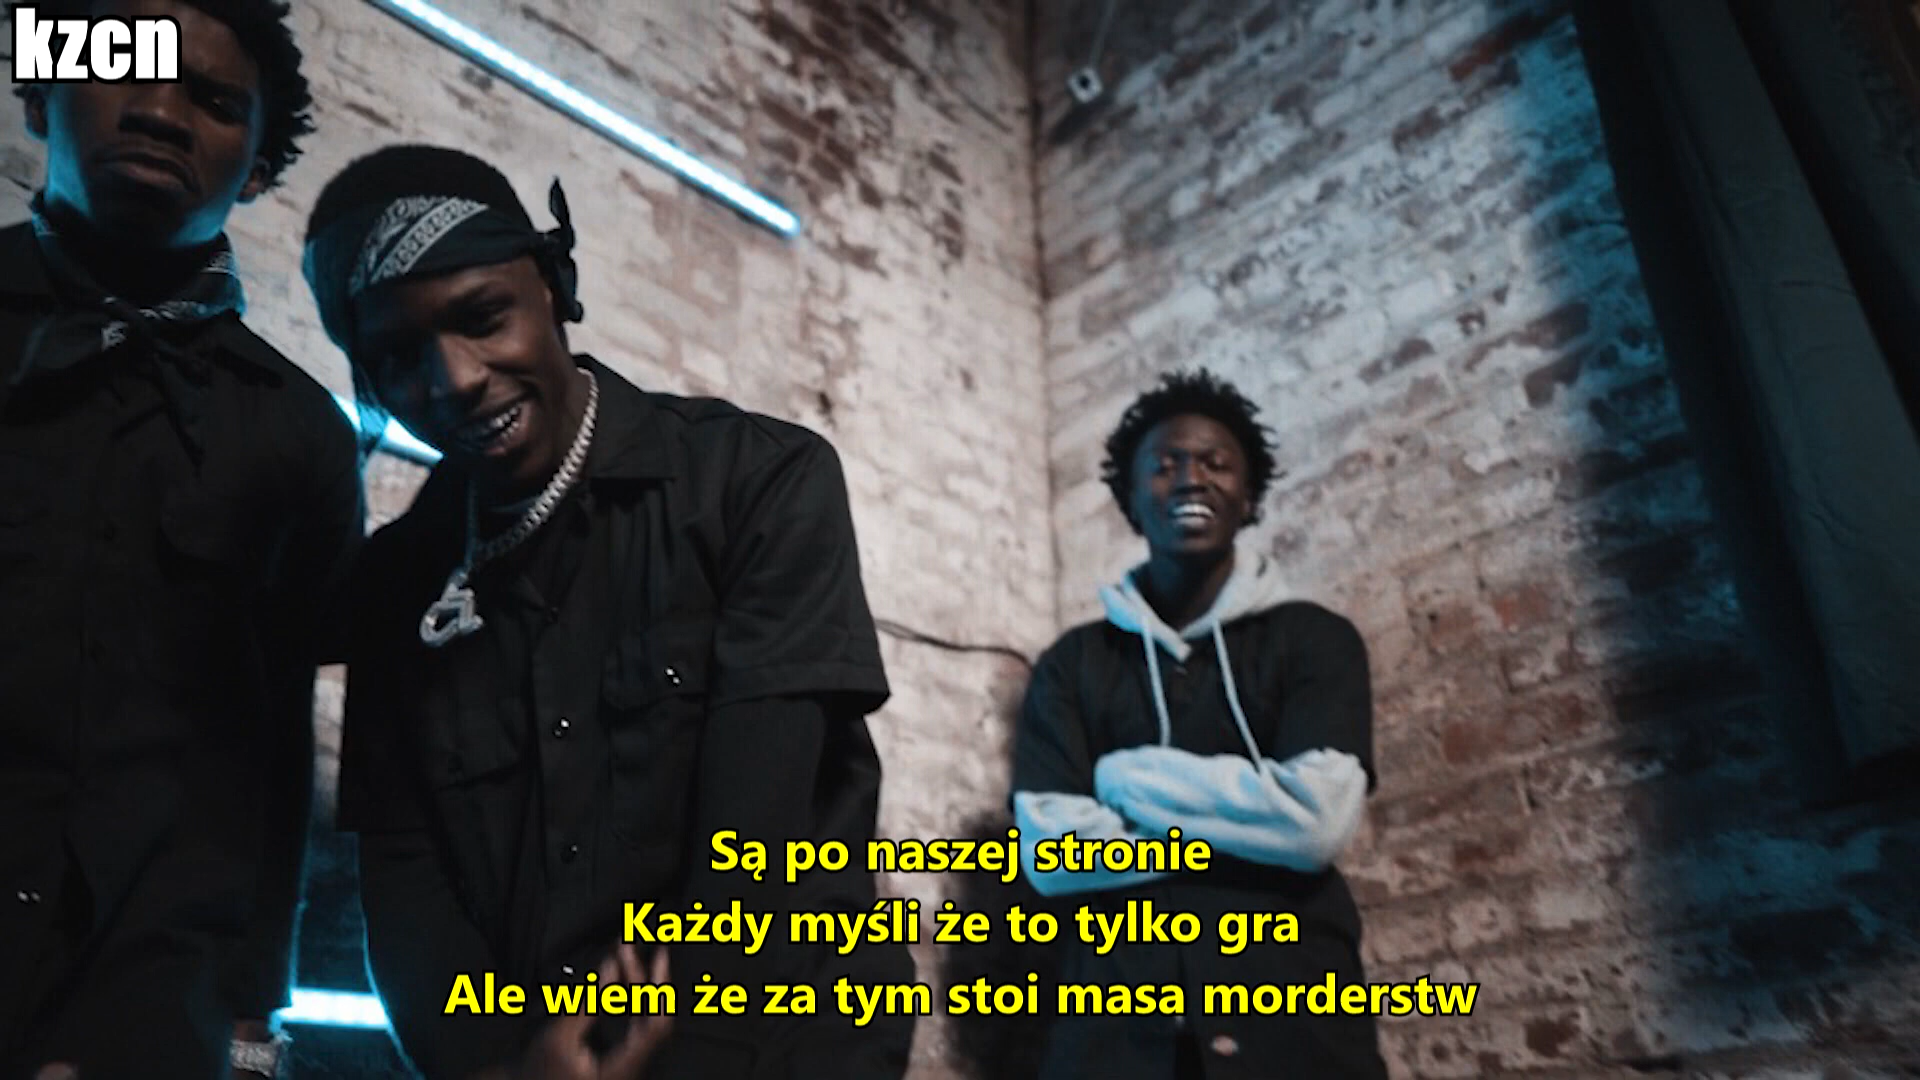 kzcn
Są po naszej stronie
Każdy myśli że to tylko gra
Ale wiem że za tym stoi masa morderstw